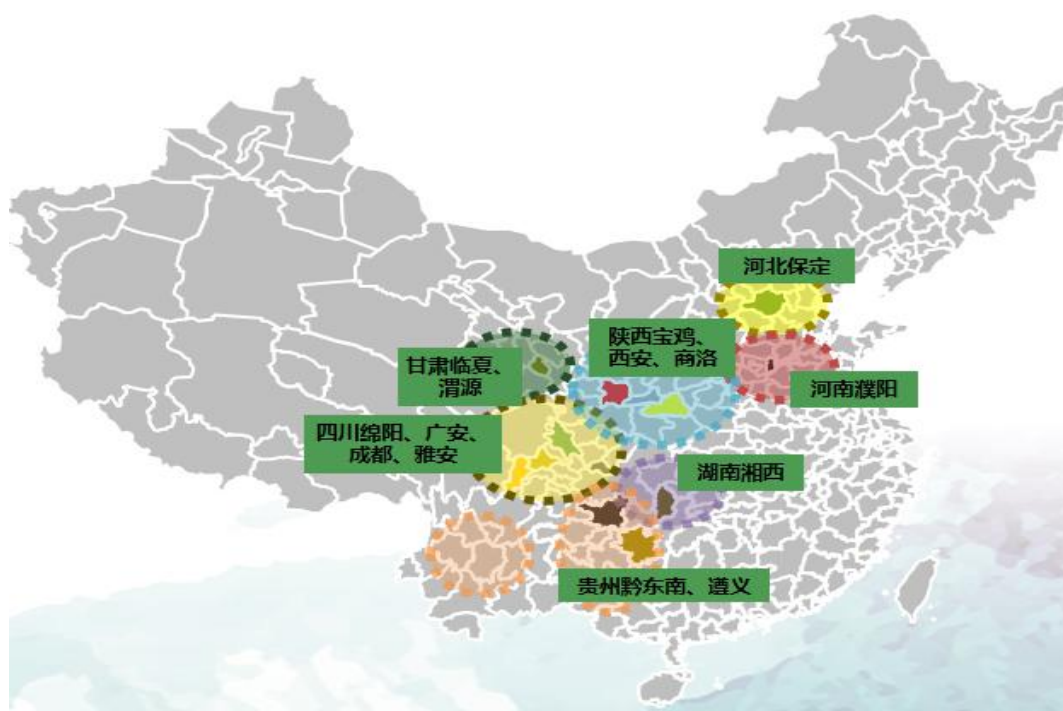 河北保定
陕西宝鸡、
西安、商洛
甘肃临夏、
渭源
河南濮阳
四川绵阳、广安、
成都、雅安
湖南湘西
贵州黔东南、遵义